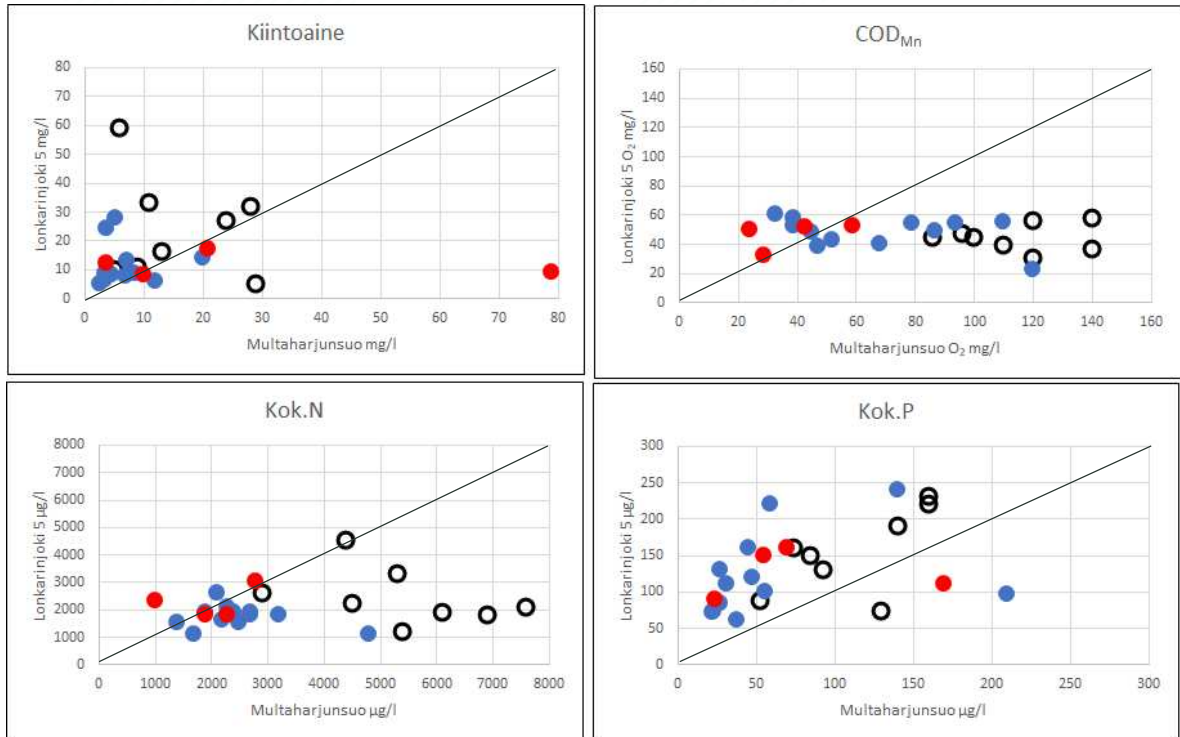 Kiintoaine
Lonkarinjoki 5 mg/l
80
70
60
50
40
30
20
10
0
0 10 20 30 40 50 60 70 80
Multaharjunsuo mg/l
COD_Mn
Lonkarinjoki 5 O₂ mg/l
160
140
120
100
80
60
40
20
0
0 20 40 60 80 100 120 140 160
Multaharjunsuo O₂ mg/l
Kok.N
Lonkarinjoki 5 µg/l
8000
7000
6000
5000
4000
3000
2000
1000
0
0 1000 2000 3000 4000 5000 6000 7000 8000
Multaharjunsuo µg/l
Kok.P
Lonkarinjoki 5 µg/l
300
250
200
150
100
50
0
0 50 100 150 200 250 300
Multaharjunsuo µg/l